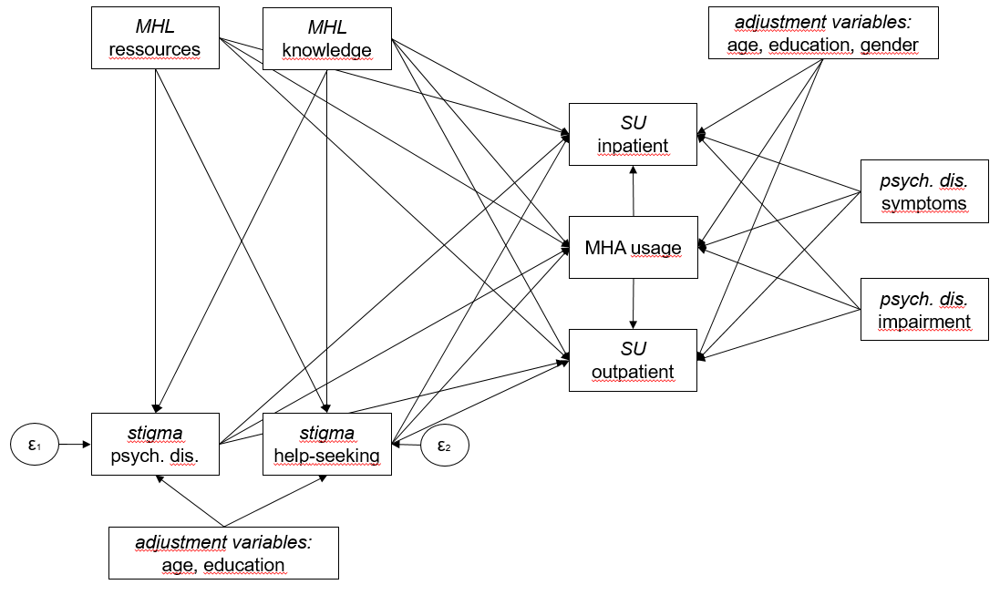 MHL
ressources
MHL
knowledge
adjustment variables:
age, education, gender
SU
inpatient
psych. dis.
symptoms
MHA usage
psych. dis.
impairment
SU
outpatient
ε1
stigma
psych. dis.
stigma
help-seeking
ε2
adjustment variables:
age, education